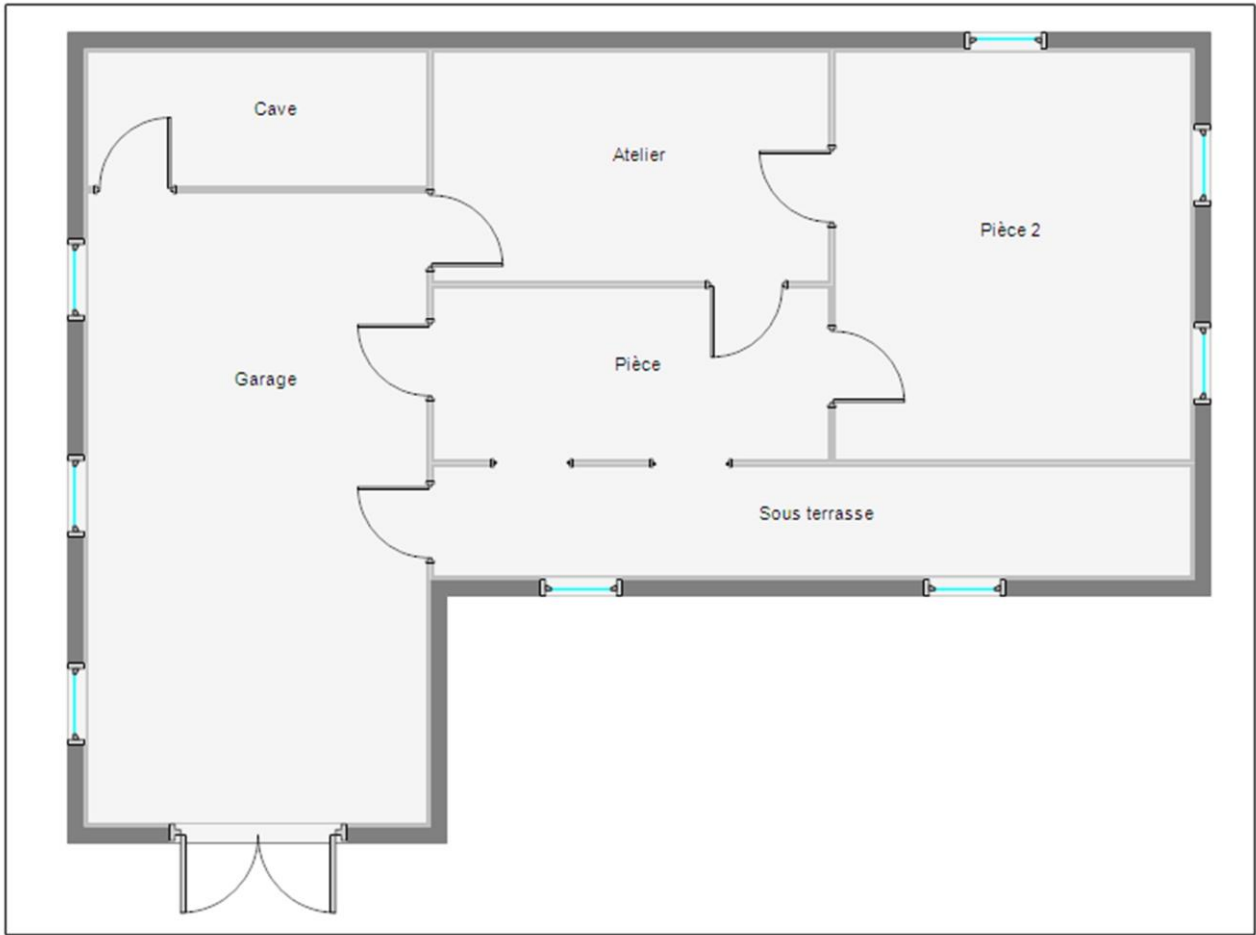 Cave
Atelier
Pièce 2
Pièce
Garage
Sous terrasse